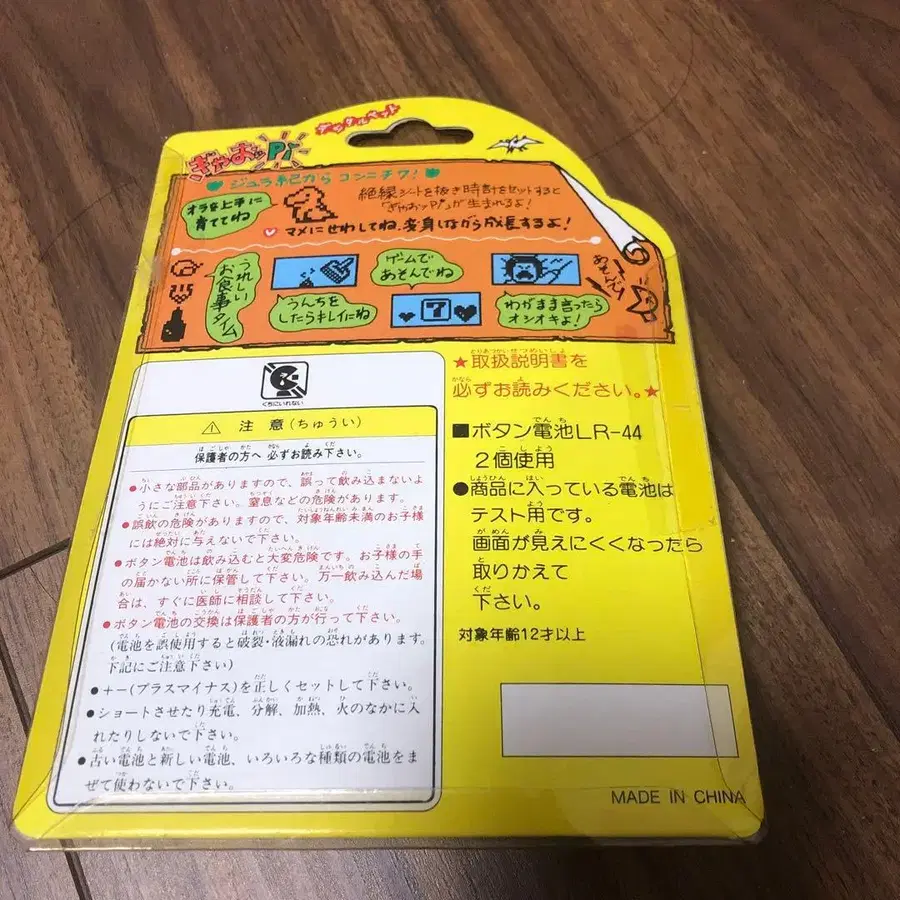 デジタルペット
ぎゃおッPi
ジュラ紀からコンニチワ!
オラを上手に
育ててね
絶縁シートを抜き時計をセットすると
「ぎゃおッPi」が生まれるよ!
マメにせわしてね、変身しながら成長するよ!
うれしい
お食事タイム
うんちを
したらキレイにね
ゲームで
あそんでね
7
わがまま言ったら
オシオキよ!
あそんで
くちにいれない
注意(ちゅうい)
保護者の方へ 必ずお読み下さい。
●小さな部品がありますので、誤って飲み込まないよ
うにご注意下さい。窒息などの危険があります。
●誤飲の危険がありますので、対象年齢未満のお子様
には絶対に与えないで下さい。
●ボタン電池は飲み込むと大変危険です。お子様の手
の届かない所に保管して下さい。万一飲み込んだ場
合は、すぐに医師に相談して下さい。
●ボタン電池の交換は保護者の方が行って下さい。
(電池を誤使用すると破裂・液漏れの恐れがあります。
下記にご注意下さい)
●+−(プラスマイナス)を正しくセットして下さい。
●ショートさせたり充電、分解、加熱、火のなかに入
れたりしないで下さい。
●古い電池と新しい電池、いろいろな種類の電池をま
ぜて使わないで下さい。
★取扱説明書を
必ずお読みください。★
■ボタン電池LR-44
2個使用
●商品に入っている電池は
テスト用です。
画面が見えにくくなったら
取りかえて
下さい。
対象年齢12才以上
MADE IN CHINA